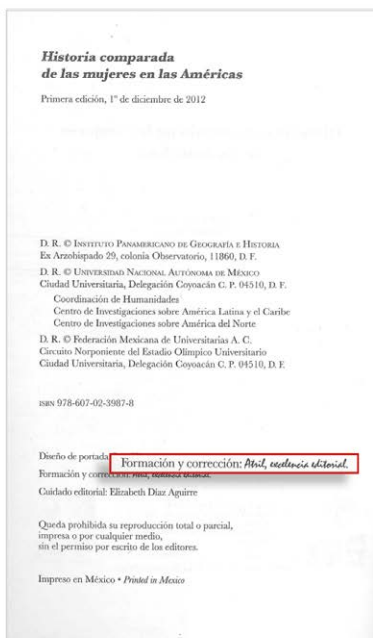 Historia comparada
de las mujeres en las Américas
Primera edición, 1º de diciembre de 2012
D. R. © Instituto Panamericano de Geografía e Historia
Ex Arzobispado 29, colonia Observatorio, 11860, D. F.
D. R. © Universidad Nacional Autónoma de México
Ciudad Universitaria, Delegación Coyoacán C. P. 04510, D. F.
Coordinación de Humanidades
Centro de Investigaciones sobre América Latina y el Caribe
Centro de Investigaciones sobre América del Norte
D. R. © Federación Mexicana de Universitarias A. C.
Circuito Norponiente del Estadio Olímpico Universitario
Ciudad Universitaria, Delegación Coyoacán C. P. 04510, D. F.
ISBN 978-607-02-3987-8
Diseño de portada
Formación y corrección: Atril, excelencia editorial.
Formación y corrección: Atril, excelencia editorial.
Cuidado editorial: Elizabeth Díaz Aguirre
Queda prohibida su reproducción total o parcial,
impresa o por cualquier medio,
sin el permiso por escrito de los editores.
Impreso en México • Printed in Mexico